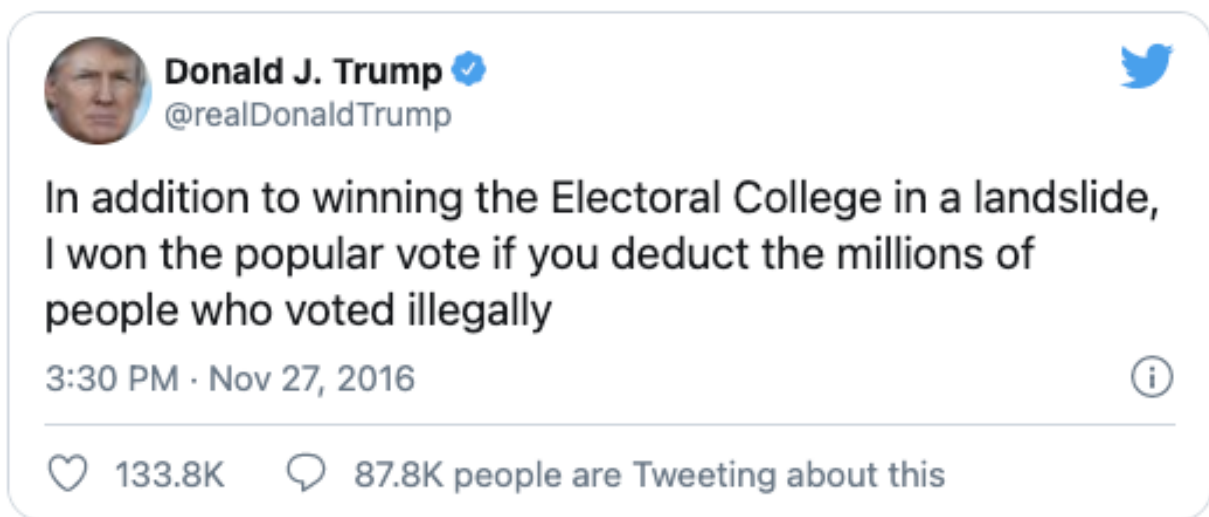 Donald J. Trump
@realDonaldTrump
In addition to winning the Electoral College in a landslide,
I won the popular vote if you deduct the millions of
people who voted illegally
3:30 PM · Nov 27, 2016
133.8K 87.8K people are Tweeting about this